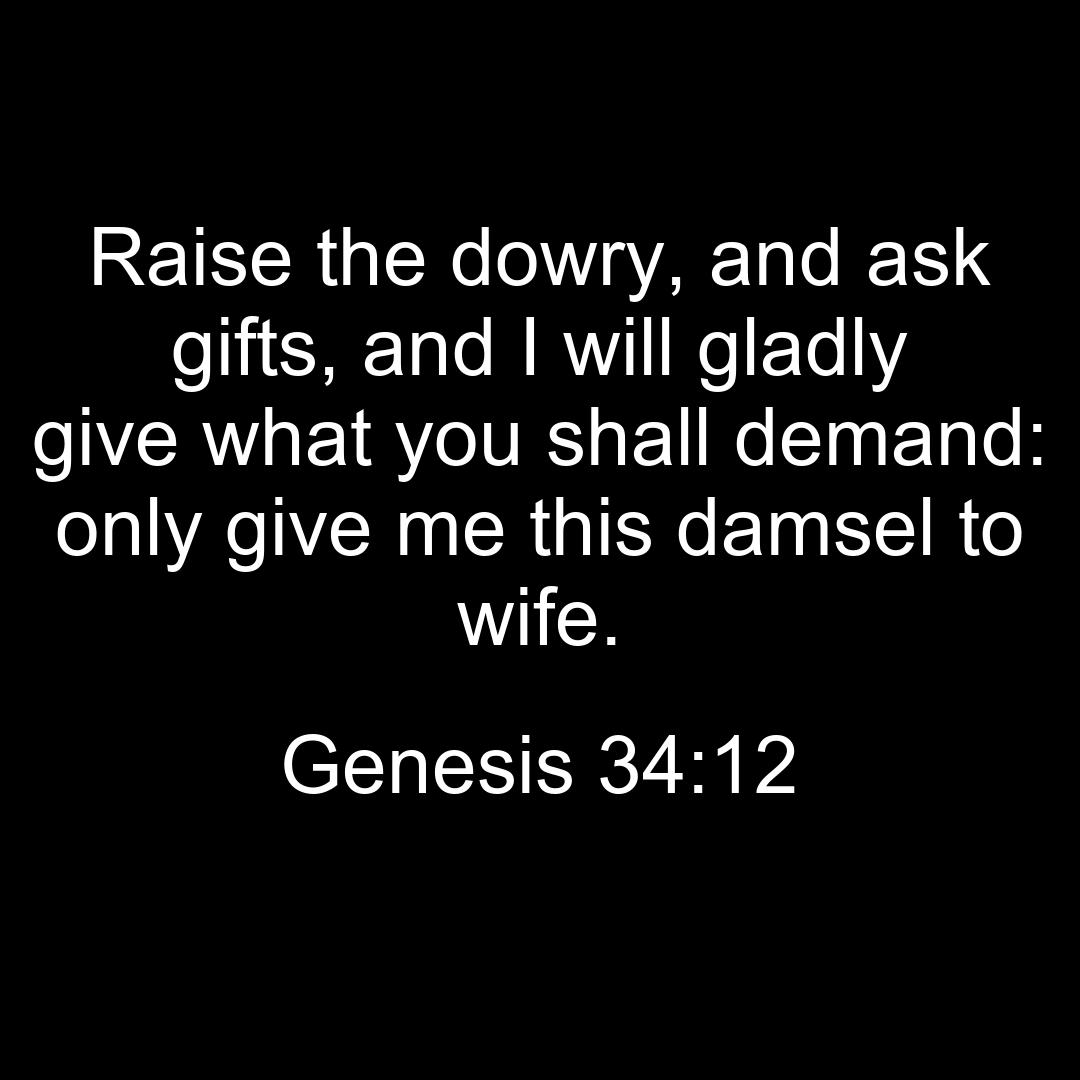 Raise the dowry, and ask
gifts, and I will gladly
give what you shall demand:
only give me this damsel to
wife.
Genesis 34:12